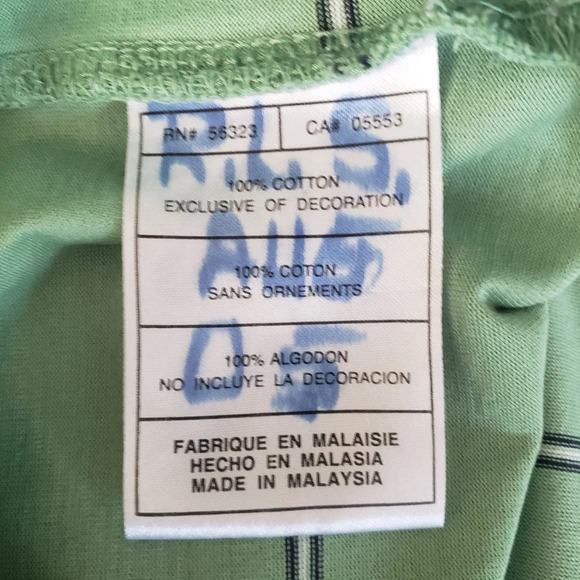 RN# 56323 CA# 05553
100% COTTON
EXCLUSIVE OF DECORATION
100% COTON
SANS ORNEMENTS
100% ALGODON
NO INCLUYE LA DECORACION
FABRIQUE EN MALAISIE
HECHO EN MALASIA
MADE IN MALAYSIA